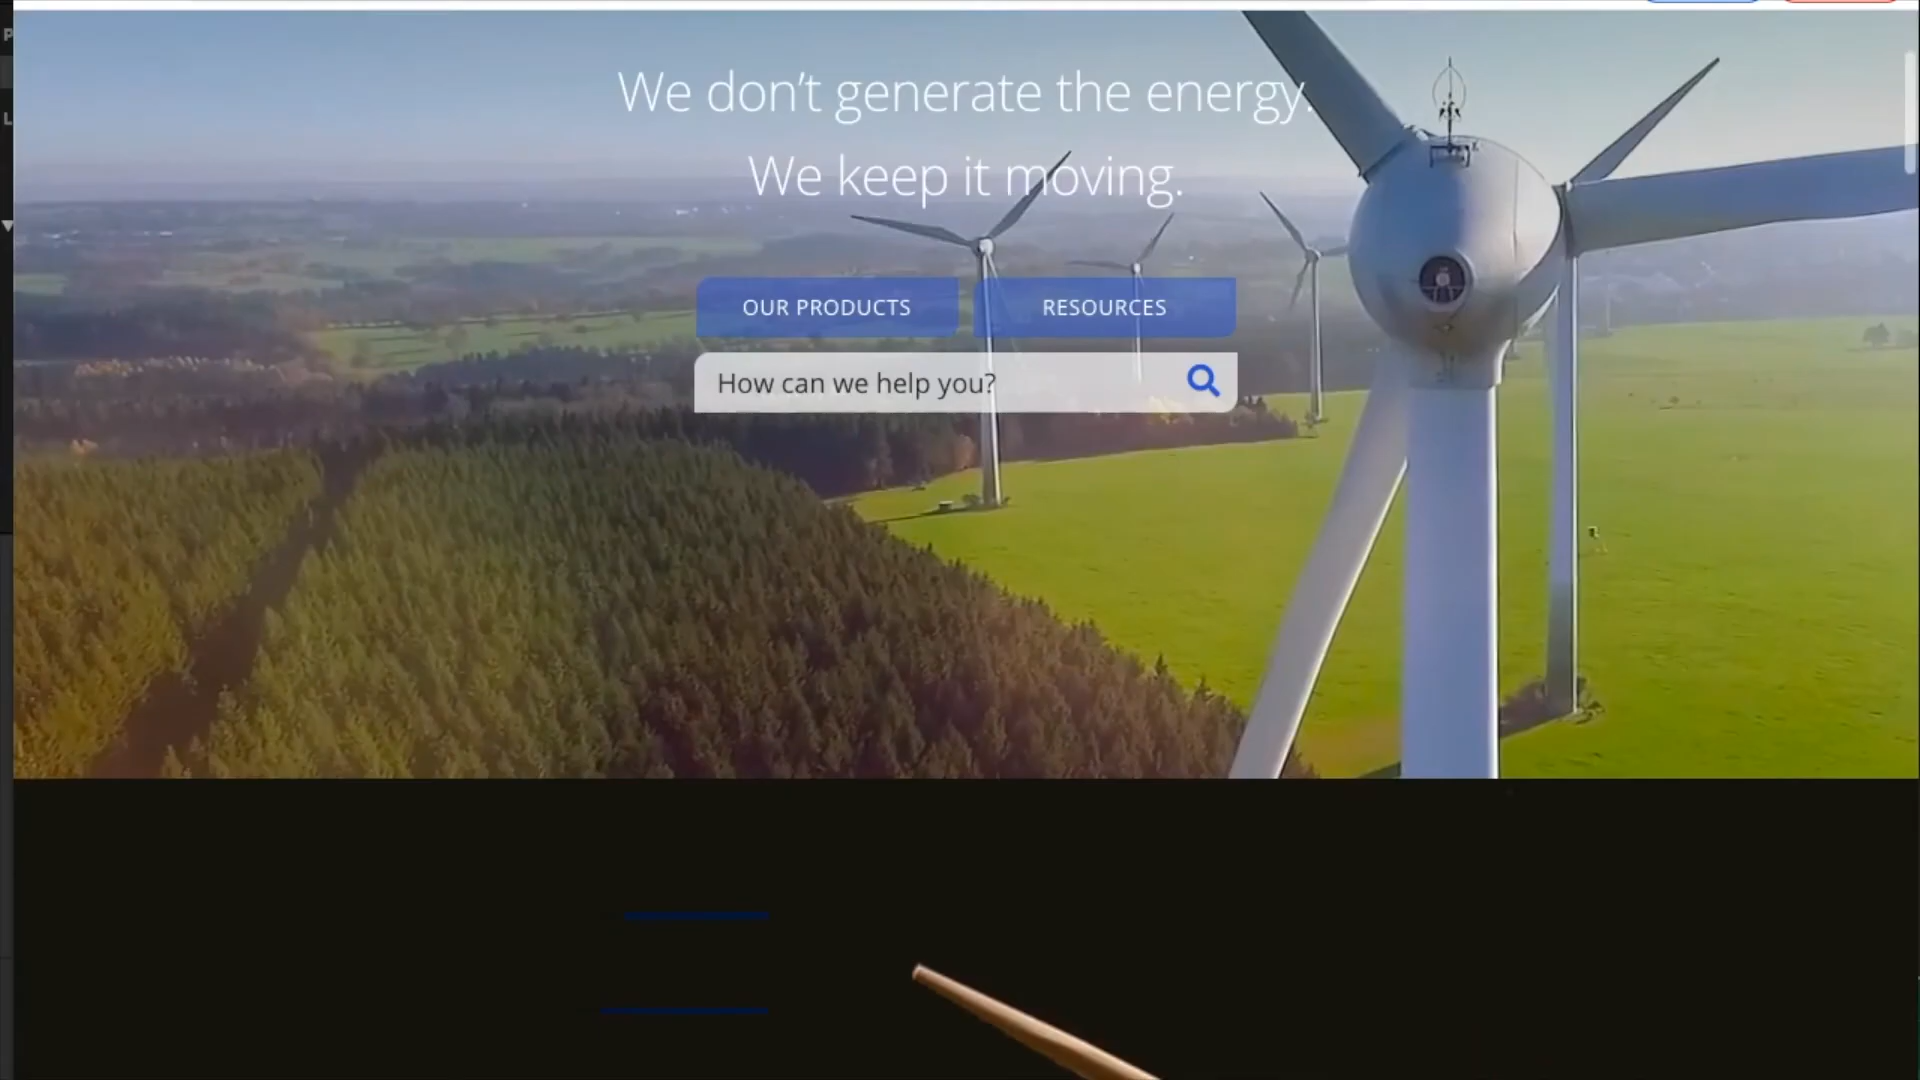 We don't generate the energy.
We keep it moving.
OUR PRODUCTS
RESOURCES
How can we help you?